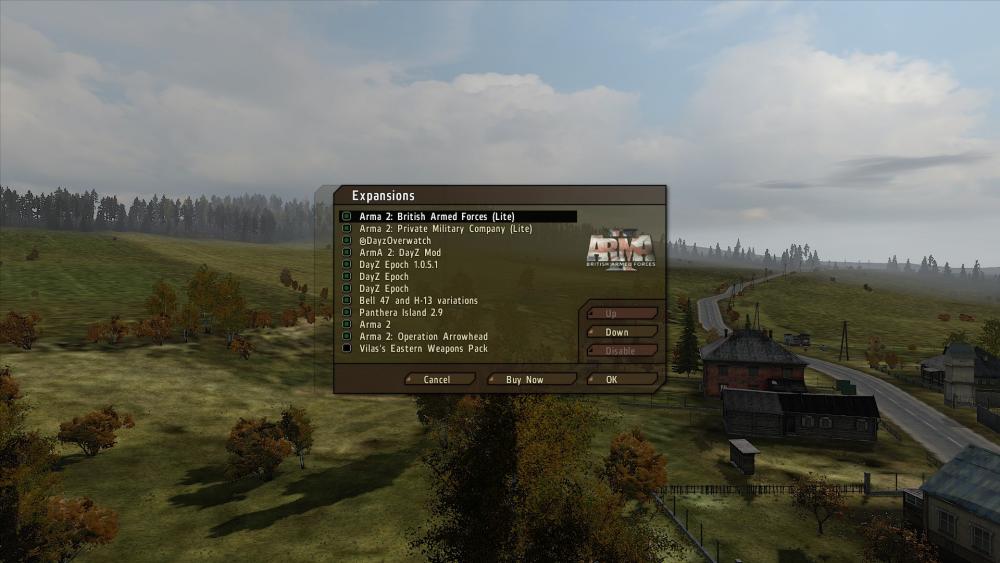 Expansions
Arma 2: British Armed Forces (Lite)
Arma 2: Private Military Company (Lite)
@DayzOverwatch
ArmA 2: DayZ Mod
DayZ Epoch 1.0.5.1
DayZ Epoch
DayZ Epoch
Bell 47 and H-13 variations
Panthera Island 2.9
Arma 2
Arma 2: Operation Arrowhead
Vilas's Eastern Weapons Pack
ARMA II
BRITISH ARMED FORCES
Up
Down
Disable
Cancel
Buy Now
OK